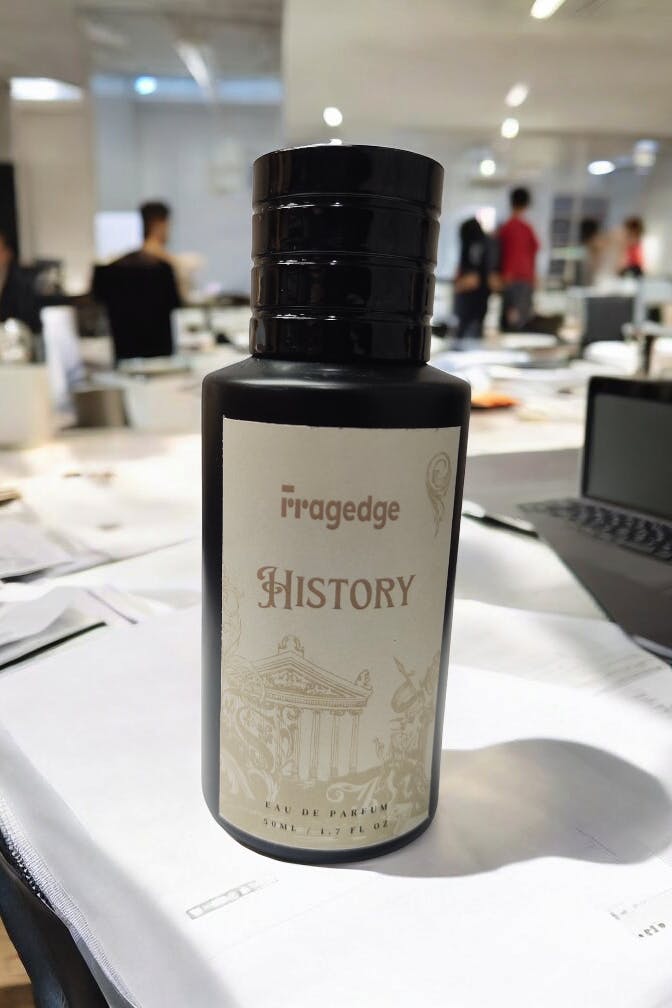 fragedge
HISTORY
EAU DE PARFUM
50ML / 1.7 FL OZ